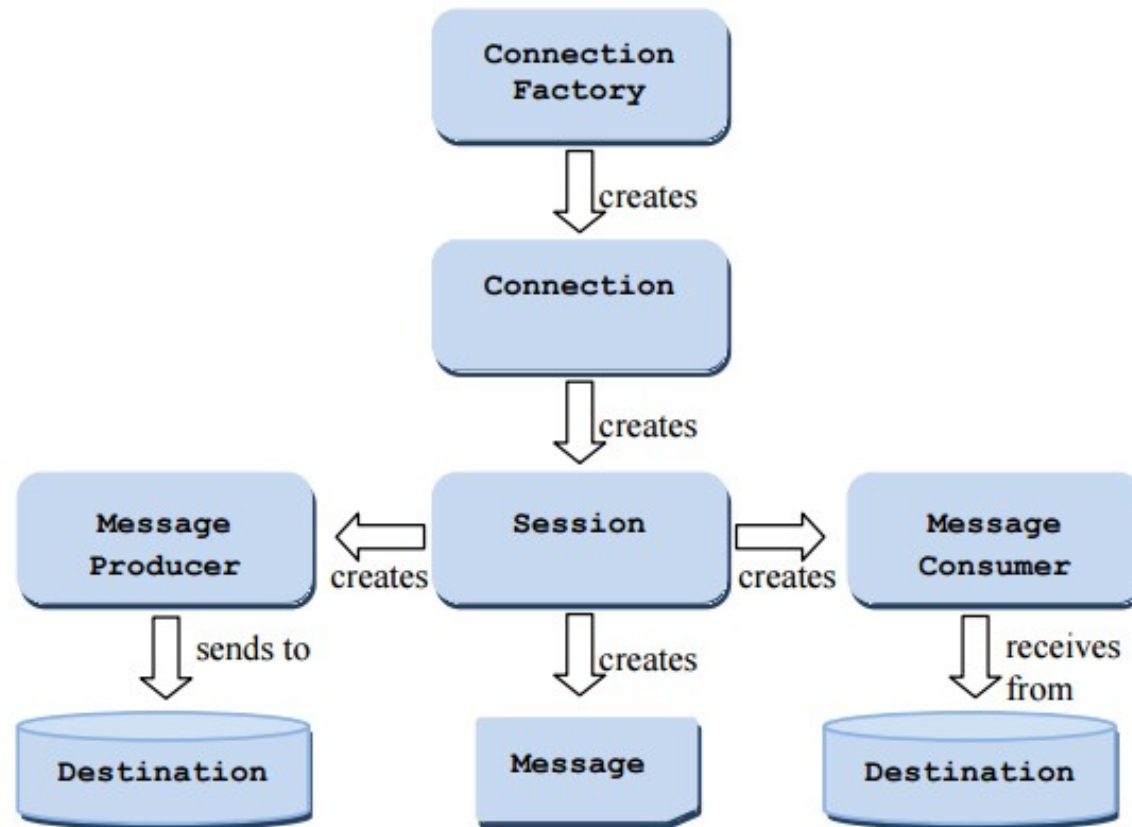 Connection
Factory
creates
Connection
creates
Message
Producer
creates
Session
creates
Message
Consumer
sends to
creates
receives
from
Destination
Message
Destination